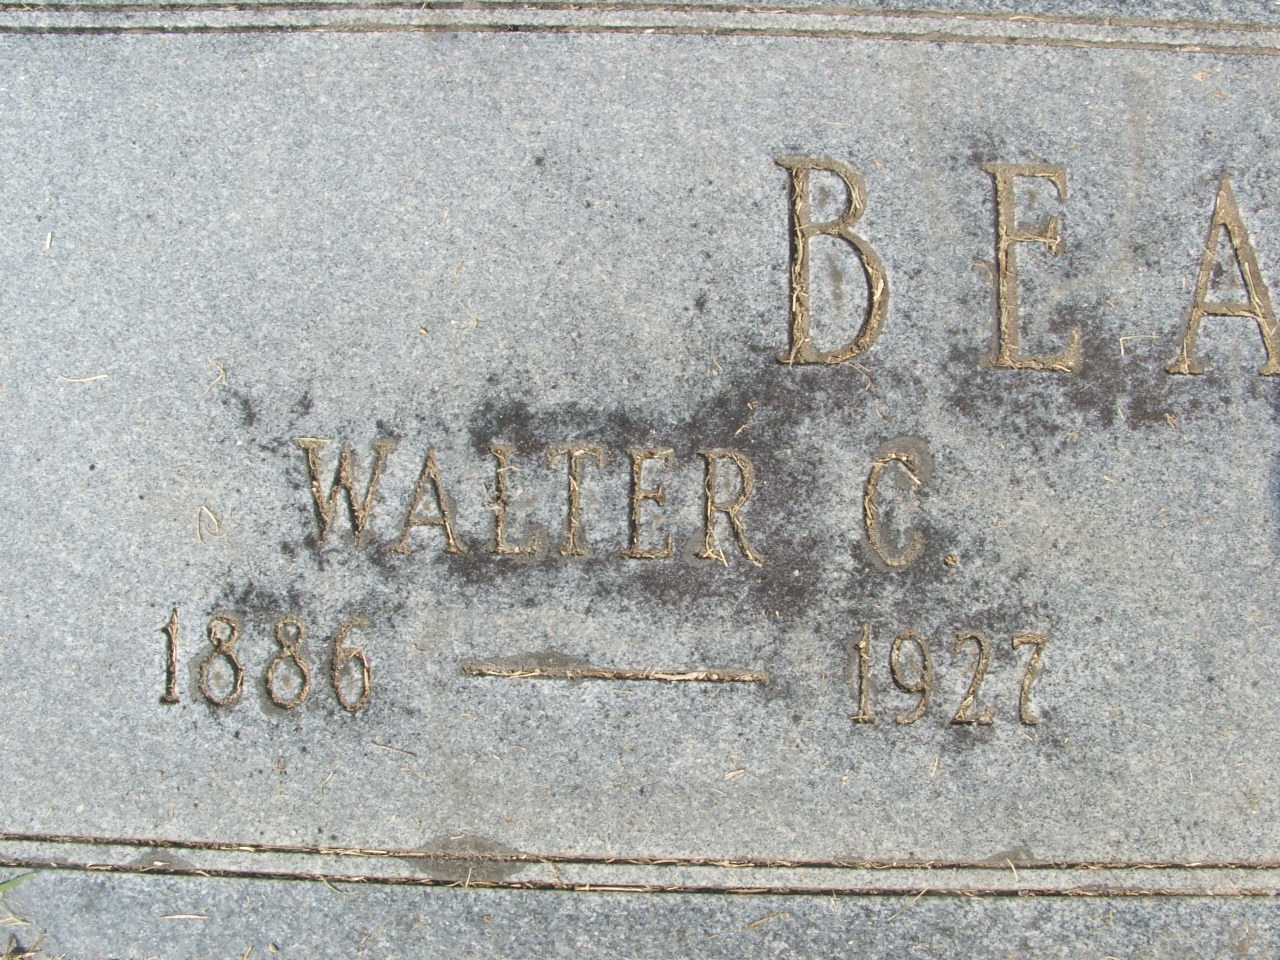 BEA
WALTER C.
1886 — 1927